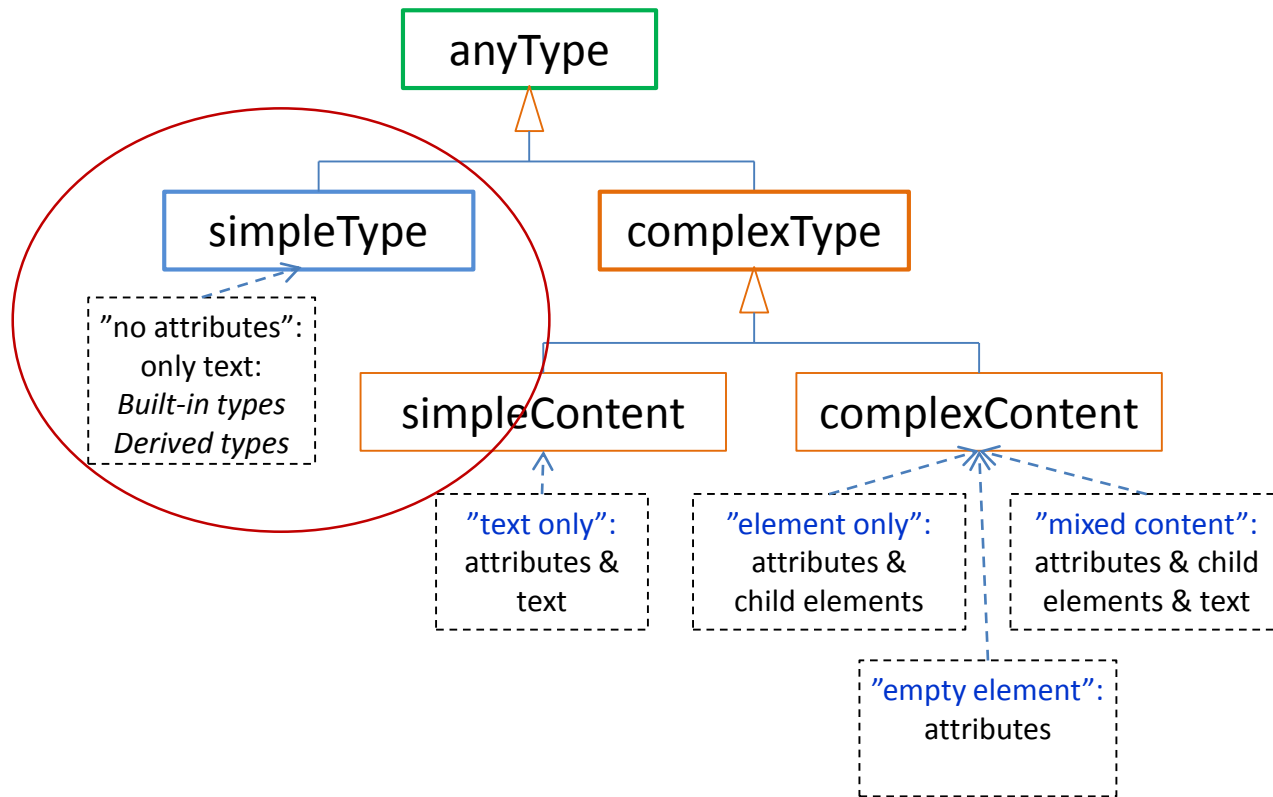 anyType
simpleType
complexType
”no attributes”:
only text:
Built-in types
Derived types
simpleContent
complexContent
”text only”:
attributes &
text
”element only”:
attributes &
child elements
”mixed content”:
attributes & child
elements & text
”empty element”:
attributes